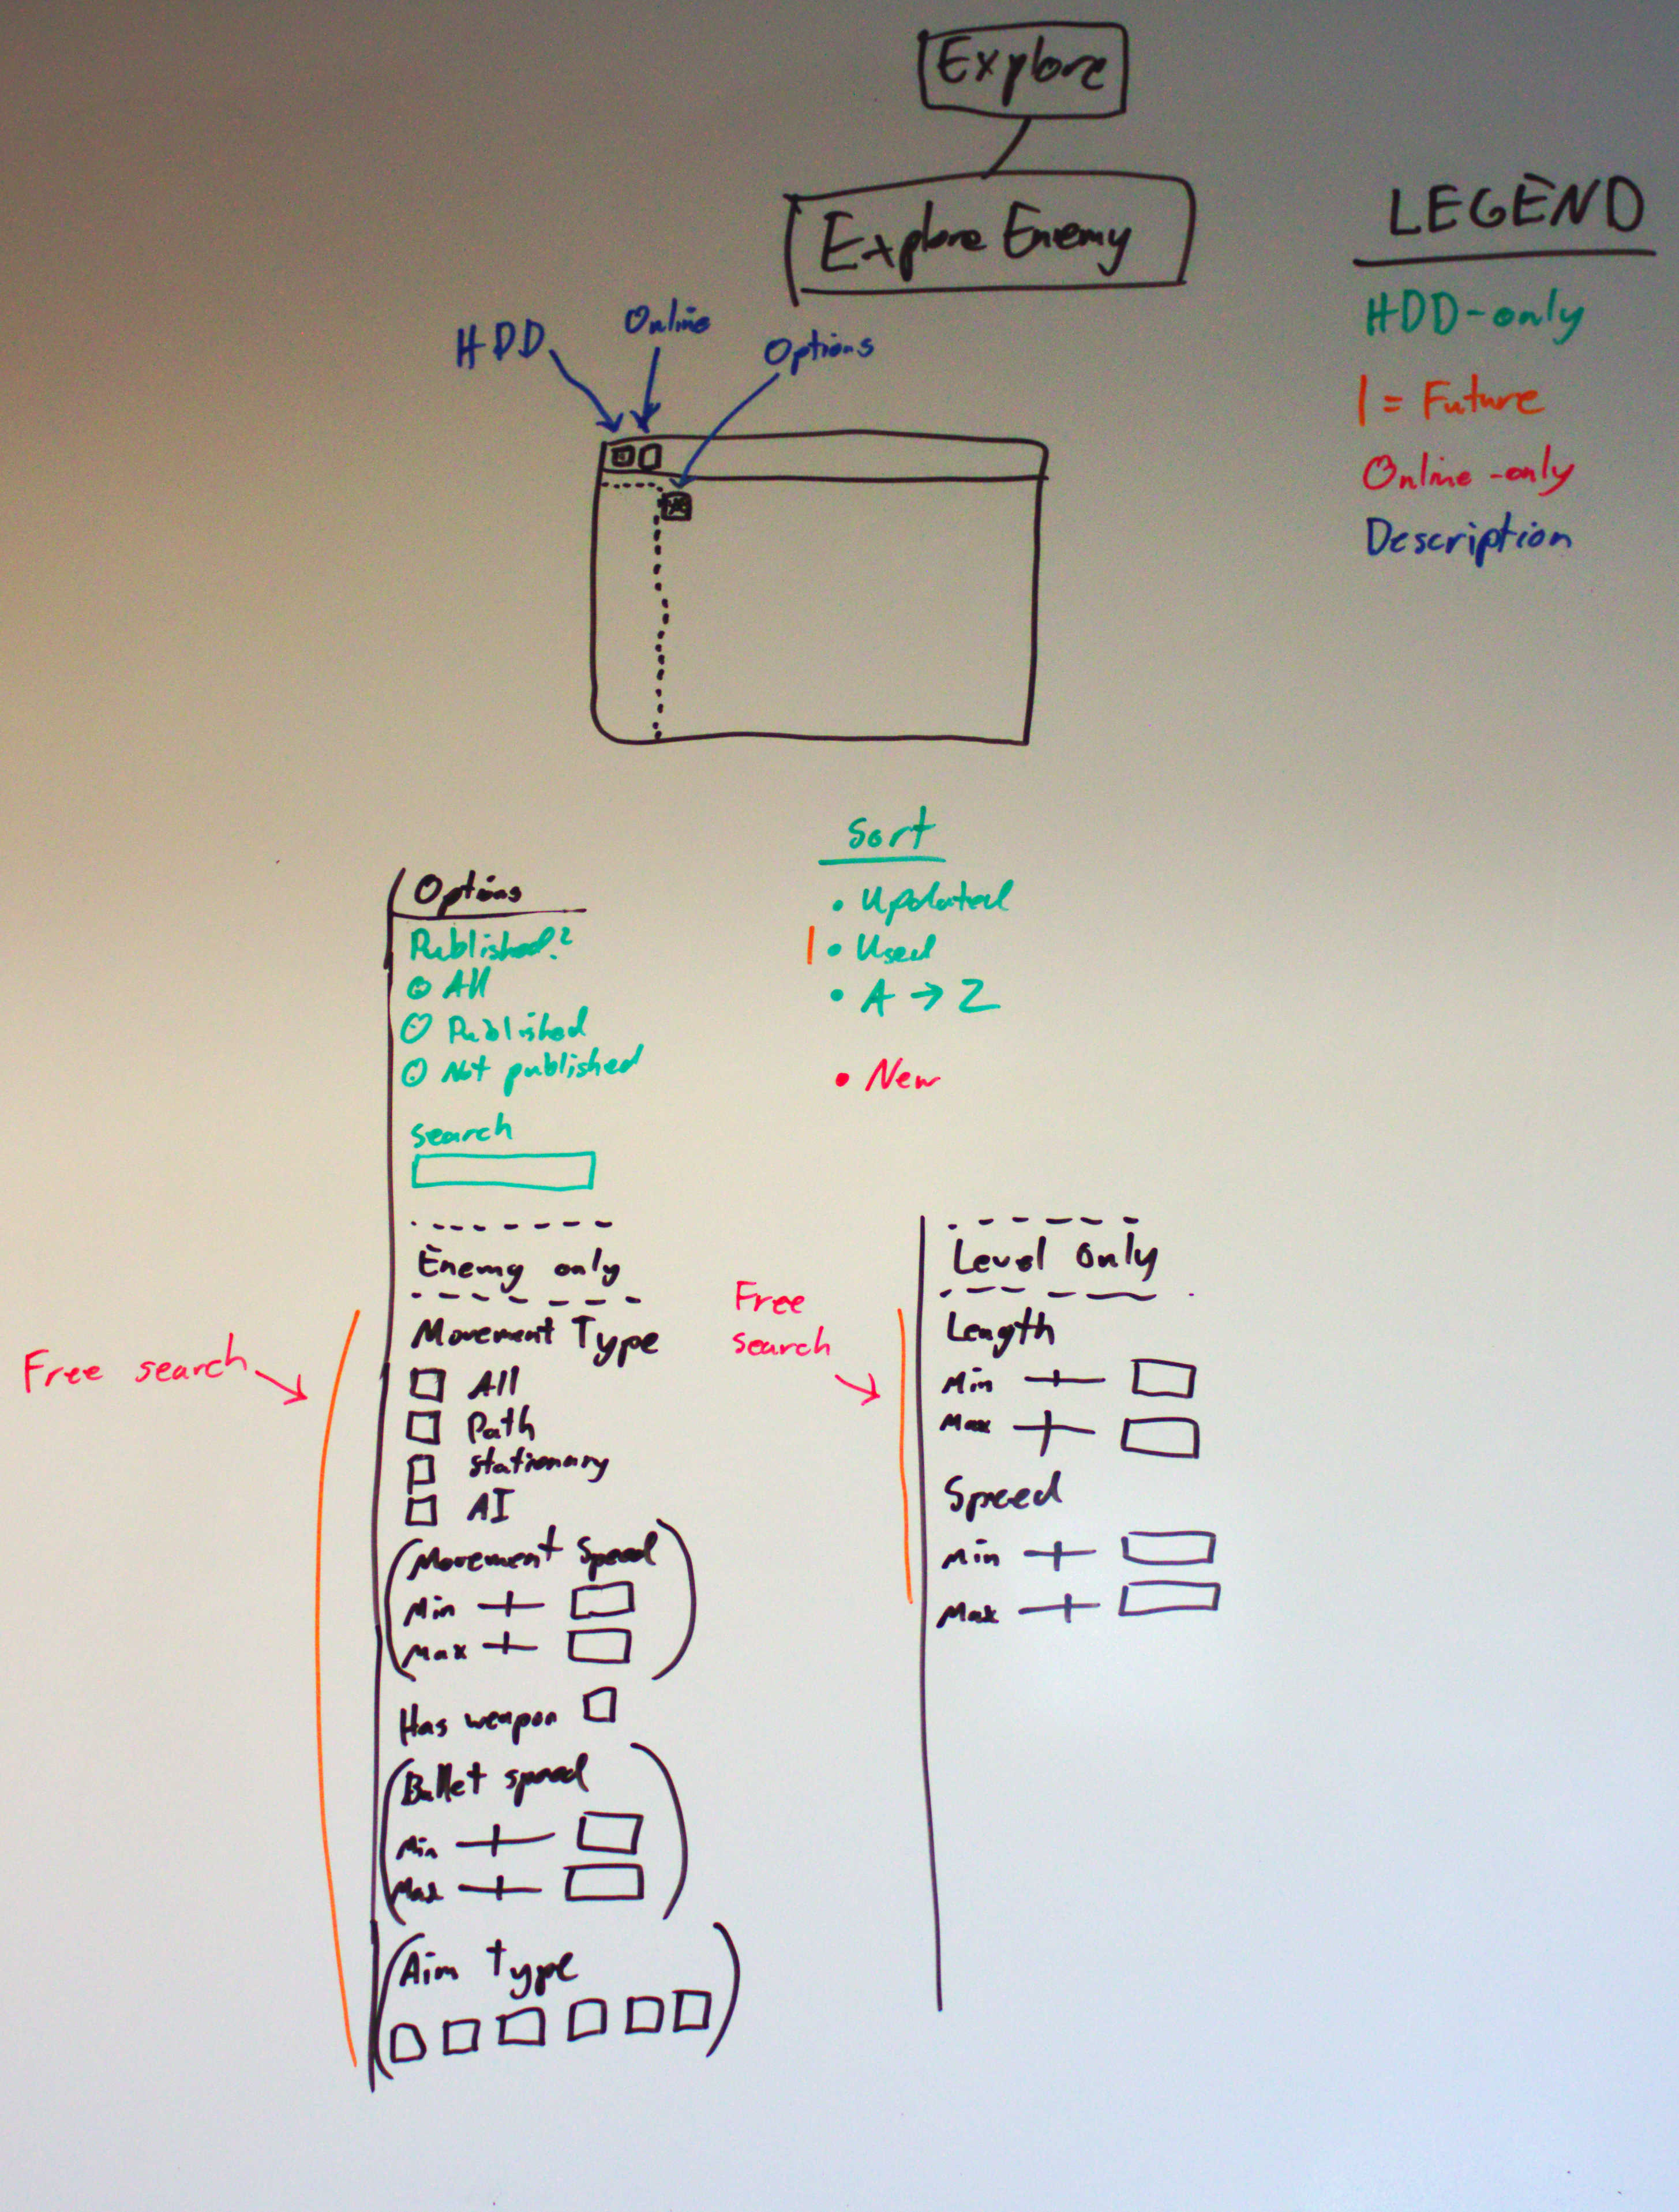 Explore
Explore Enemy
LEGEND
HDD-only
| = Future
Online-only
Description
HDD
Online
Options
Sort
• Updated
• Used
• A → Z
• New
Options
Published?
All
Published
Not published
search
Enemy only
Movement Type
All
Path
Stationary
AI
(Movement Speed
Min
Max )
Has weapon
(Bullet speed
Min
Max )
(Aim type )
Free search
Free
search
Level Only
Length
Min
Max
Speed
Min
Max